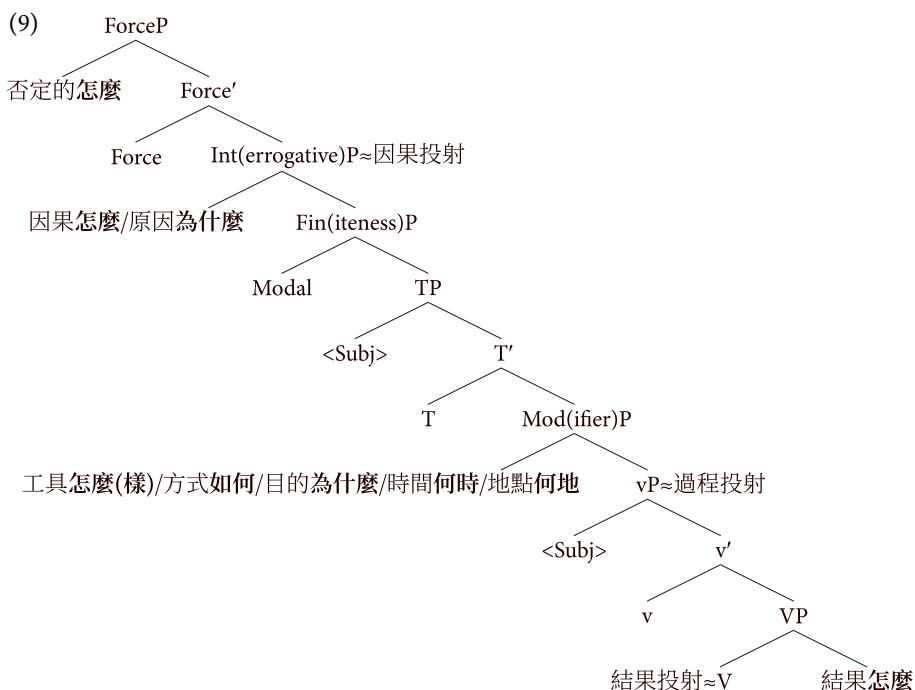 (9)
ForceP
否定的怎麼 Force′
Force Int(errogative)P≈因果投射
因果怎麼/原因為什麼 Fin(iteness)P
Modal TP
<Subj> T′
T Mod(ifier)P
工具怎麼(樣)/方式如何/目的為什麼/時間何時/地點何地 vP≈過程投射
<Subj> v′
v VP
結果投射≈V 結果怎麼